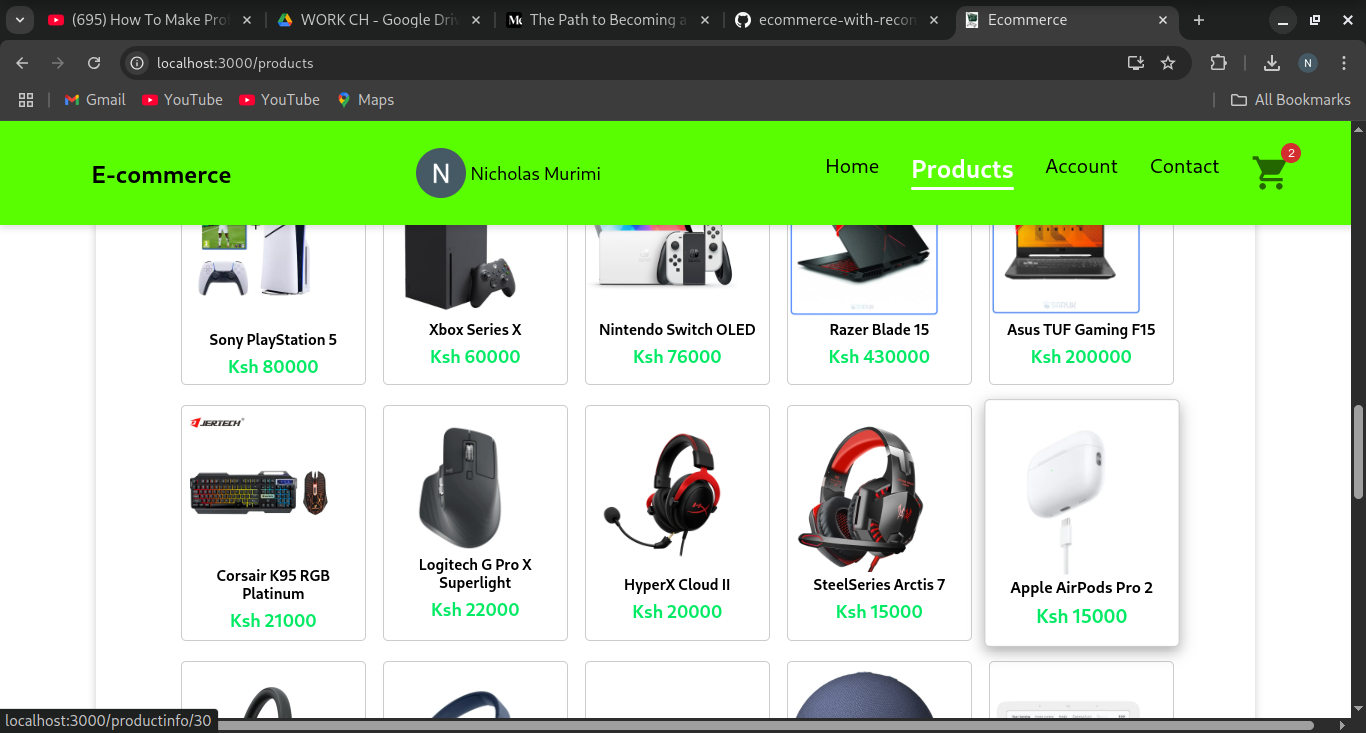 (695) How To Make Pro
WORK CH - Google Driv
The Path to Becoming a
ecommerce-with-recom
Ecommerce
localhost:3000/products
N
Gmail
YouTube
YouTube
Maps
All Bookmarks
E-commerce
N
Nicholas Murimi
Home
Products
Account
Contact
2
Sony PlayStation 5
Ksh 80000
Xbox Series X
Ksh 60000
Nintendo Switch OLED
Ksh 76000
Razer Blade 15
Ksh 430000
Asus TUF Gaming F15
Ksh 200000
JERTECH
Corsair K95 RGB
Platinum
Ksh 21000
Logitech G Pro X
Superlight
Ksh 22000
HyperX Cloud II
Ksh 20000
SteelSeries Arctis 7
Ksh 15000
Apple AirPods Pro 2
Ksh 15000
localhost:3000/productinfo/30